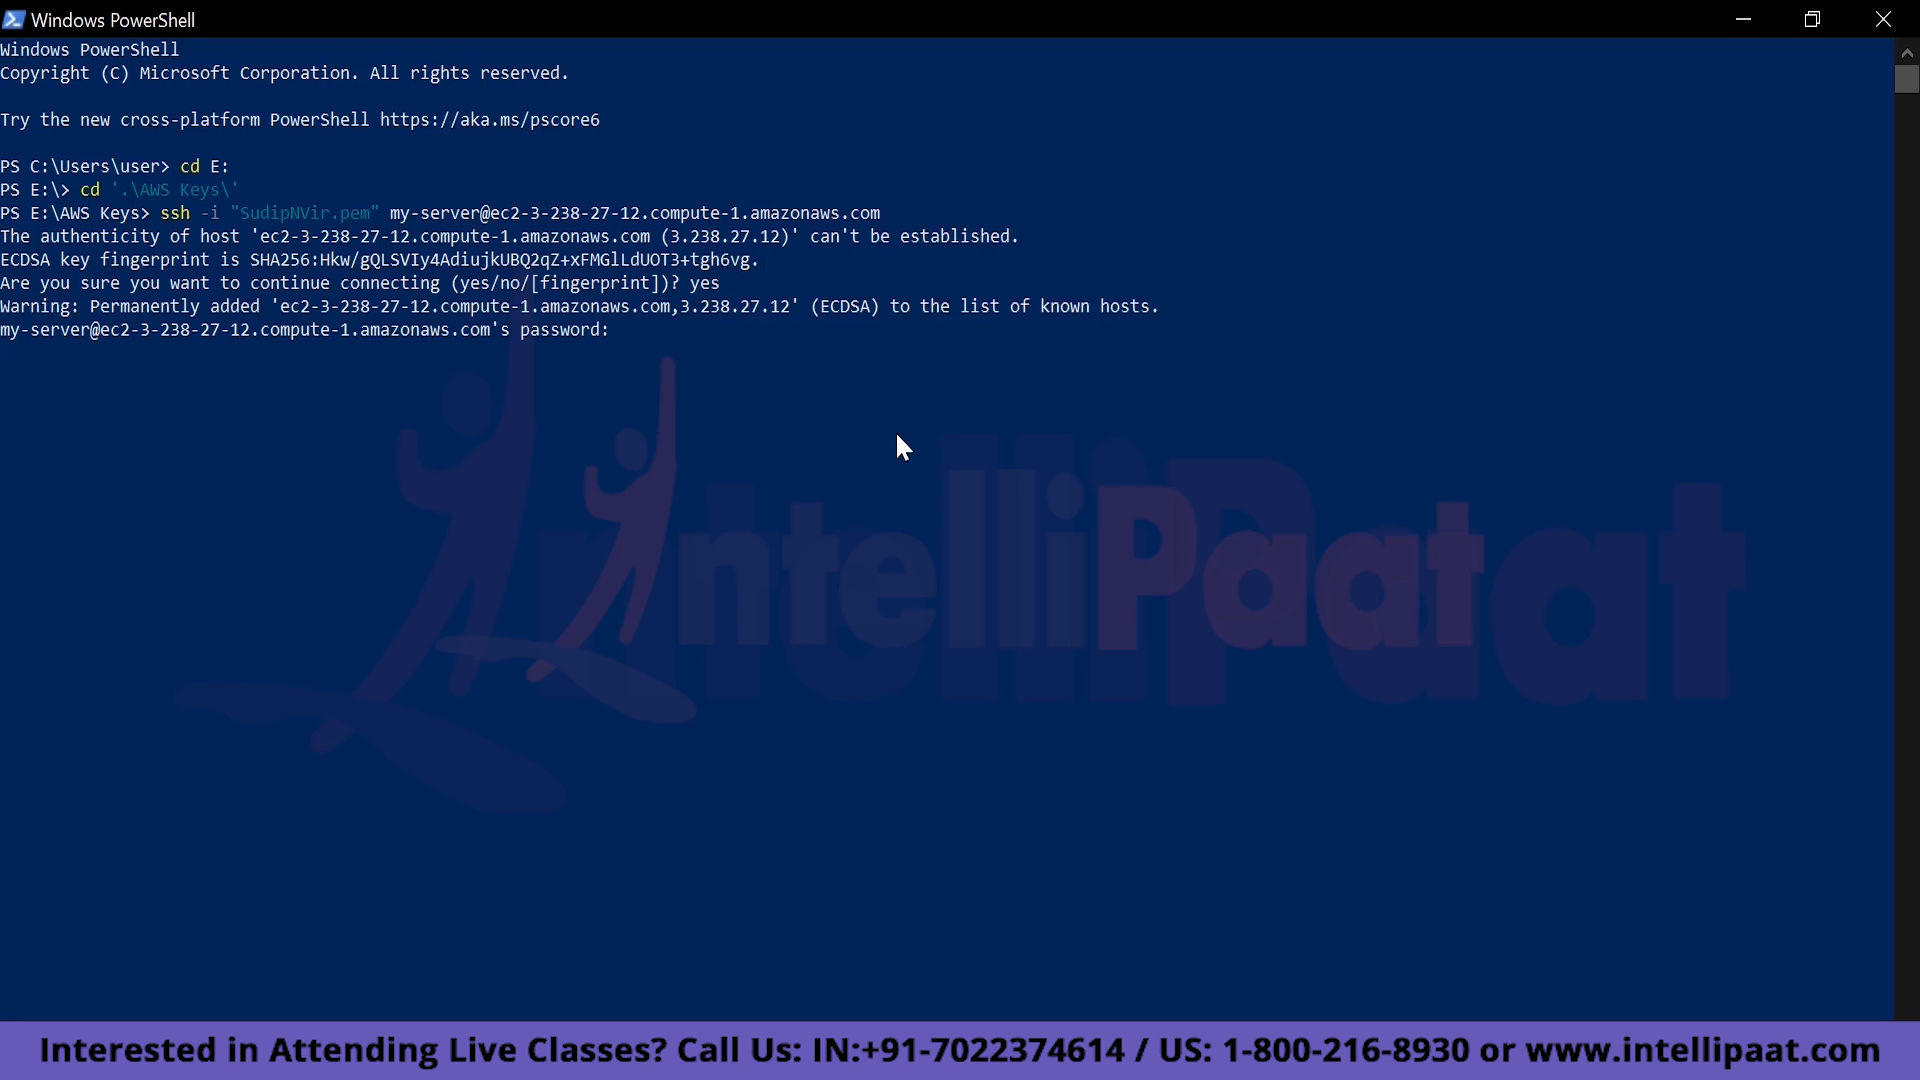 Windows PowerShell
Windows PowerShell
Copyright (C) Microsoft Corporation. All rights reserved.
Try the new cross-platform PowerShell https://aka.ms/pscore6
PS C:\Users\user> cd E:
PS E:\> cd '.\AWS Keys\'
PS E:\AWS Keys> ssh -i "SudipNVir.pem" my-server@ec2-3-238-27-12.compute-1.amazonaws.com
The authenticity of host 'ec2-3-238-27-12.compute-1.amazonaws.com (3.238.27.12)' can't be established.
ECDSA key fingerprint is SHA256:Hkw/gQLSVIy4AdiujkUBQ2qZ+xFMGlLdUOT3+tgh6vg.
Are you sure you want to continue connecting (yes/no/[fingerprint])? yes
Warning: Permanently added 'ec2-3-238-27-12.compute-1.amazonaws.com,3.238.27.12' (ECDSA) to the list of known hosts.
my-server@ec2-3-238-27-12.compute-1.amazonaws.com's password:
IntelliPaat
Interested in Attending Live Classes? Call Us: IN:+91-7022374614 / US: 1-800-216-8930 or www.intellipaat.com